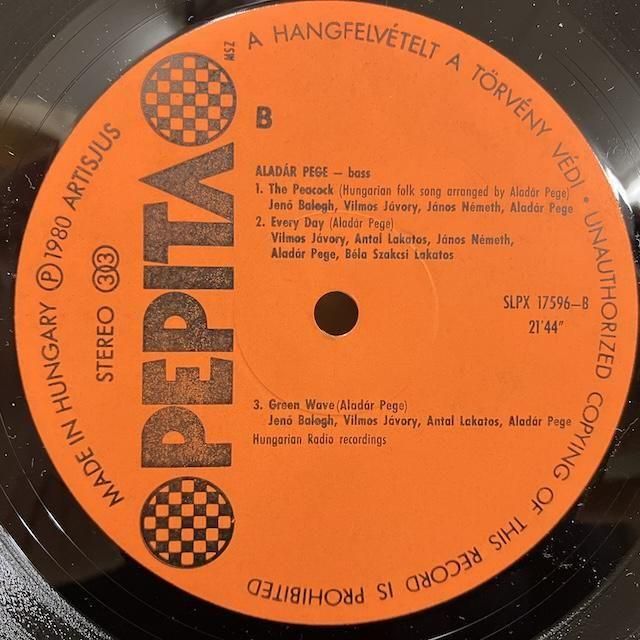 A HANGFELVÉTELT A TÖRVÉNY VÉDI • UNAUTHORIZED COPYING OF THIS RECORD IS PROHIBITED
MADE IN HUNGARY Ⓟ 1980 ARTISJUS
STEREO 33
PEPITA
MSZ
B
ALADÁR PEGE – bass
1. The Peacock (Hungarian folk song arranged by Aladár Pege)
Jenő Balogh, Vilmos Jávory, János Németh, Aladár Pege
2. Every Day (Aladár Pege)
Vilmos Jávory, Antal Lakatos, János Németh,
Aladár Pege, Béla Szakcsi Lakatos
SLPX 17596–B
21'44"
3. Green Wave (Aladár Pege)
Jenő Balogh, Vilmos Jávory, Antal Lakatos, Aladár Pege
Hungarian Radio recordings